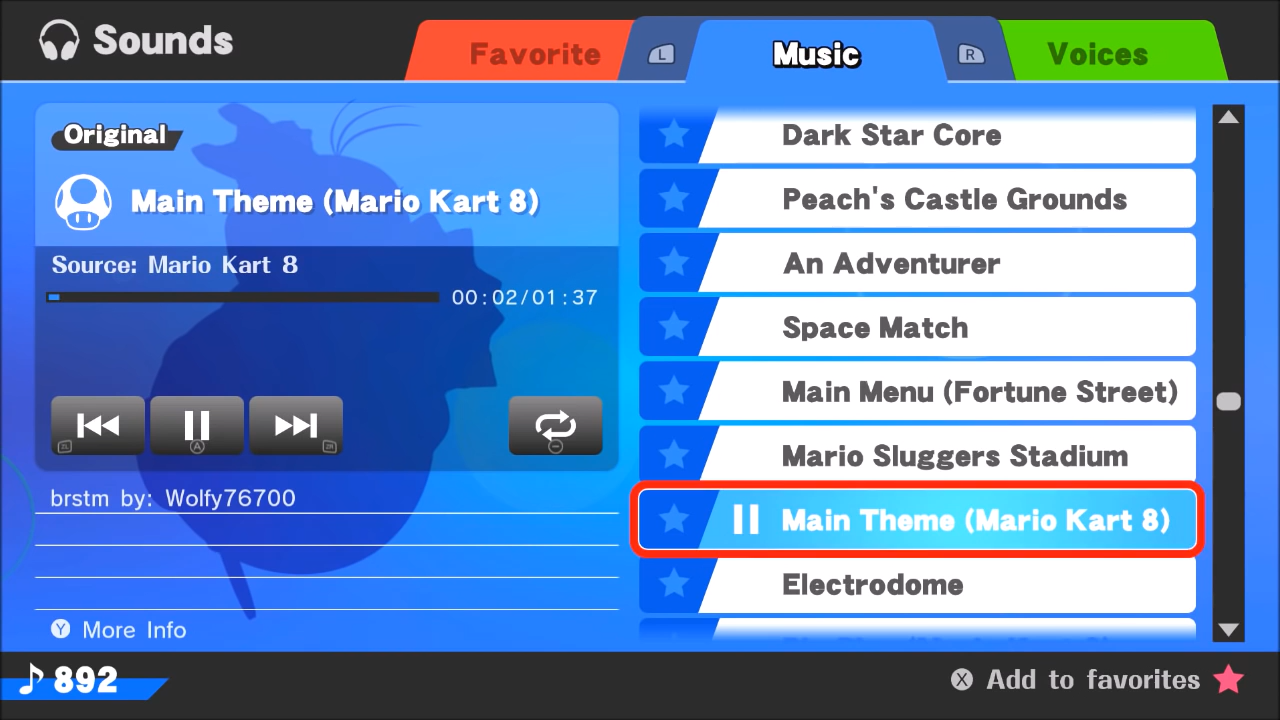 Sounds
Favorite
L
Music
R
Voices
Original
Main Theme (Mario Kart 8)
Source: Mario Kart 8
00:02/01:37
ZL
A
ZR
brstm by: Wolfy76700
Y More Info
Dark Star Core
Peach's Castle Grounds
An Adventurer
Space Match
Main Menu (Fortune Street)
Mario Sluggers Stadium
Main Theme (Mario Kart 8)
Electrodome
892
X Add to favorites